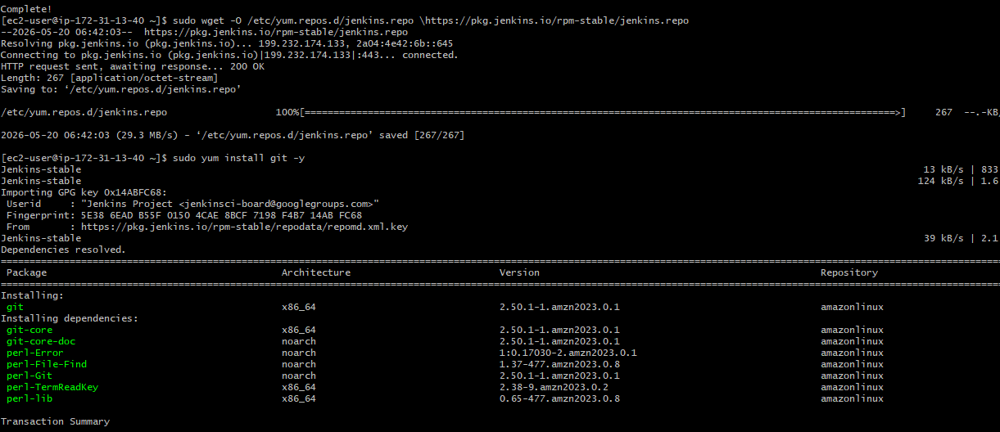 Complete!
[ec2-user@ip-172-31-13-40 ~]$ sudo wget -O /etc/yum.repos.d/jenkins.repo \https://pkg.jenkins.io/rpm-stable/jenkins.repo
--2026-05-20 06:42:03--  https://pkg.jenkins.io/rpm-stable/jenkins.repo
Resolving pkg.jenkins.io (pkg.jenkins.io)... 199.232.174.133, 2a04:4e42:6b::645
Connecting to pkg.jenkins.io (pkg.jenkins.io)|199.232.174.133|:443... connected.
HTTP request sent, awaiting response... 200 OK
Length: 267 [application/octet-stream]
Saving to: ‘/etc/yum.repos.d/jenkins.repo’
/etc/yum.repos.d/jenkins.repo 100%[=====================================================================================================>] 267 --.-KB/
2026-05-20 06:42:03 (29.3 MB/s) - ‘/etc/yum.repos.d/jenkins.repo’ saved [267/267]
[ec2-user@ip-172-31-13-40 ~]$ sudo yum install git -y
Jenkins-stable 13 kB/s | 833
Jenkins-stable 124 kB/s | 1.6
Importing GPG key 0x14ABFC68:
Userid     : "Jenkins Project <jenkinsci-board@googlegroups.com>"
Fingerprint: 5E38 6EAD B55F 0150 4CAE 8BCF 7198 F4B7 14AB FC68
From       : https://pkg.jenkins.io/rpm-stable/repodata/repomd.xml.key
Jenkins-stable 39 kB/s | 2.1
Dependencies resolved.
Package Architecture Version Repository
Installing:
git x86_64 2.50.1-1.amzn2023.0.1 amazonlinux
Installing dependencies:
git-core x86_64 2.50.1-1.amzn2023.0.1 amazonlinux
git-core-doc noarch 2.50.1-1.amzn2023.0.1 amazonlinux
perl-Error noarch 1:0.17030-2.amzn2023.0.1 amazonlinux
perl-File-Find noarch 1.37-477.amzn2023.0.8 amazonlinux
perl-Git noarch 2.50.1-1.amzn2023.0.1 amazonlinux
perl-TermReadKey x86_64 2.38-9.amzn2023.0.2 amazonlinux
perl-lib x86_64 0.65-477.amzn2023.0.8 amazonlinux
Transaction Summary